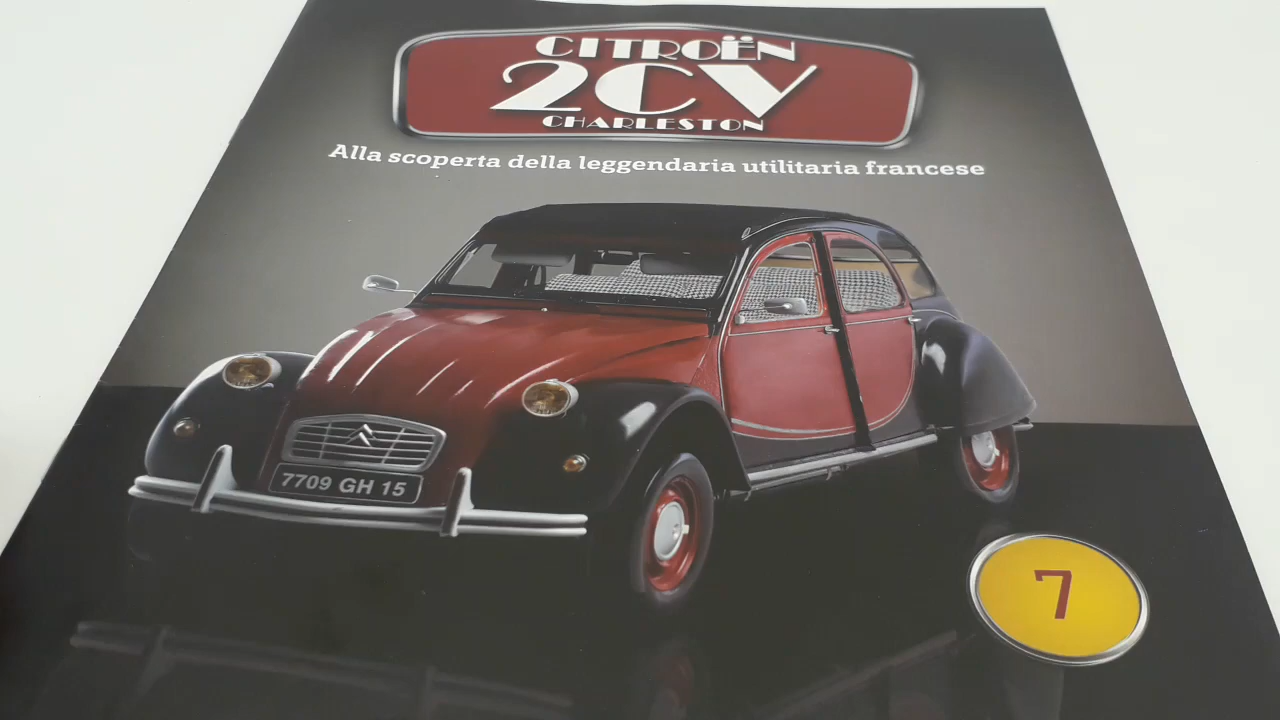 CITROËN
2CV
CHARLESTON
Alla scoperta della leggendaria utilitaria francese
7709 GH 15
7